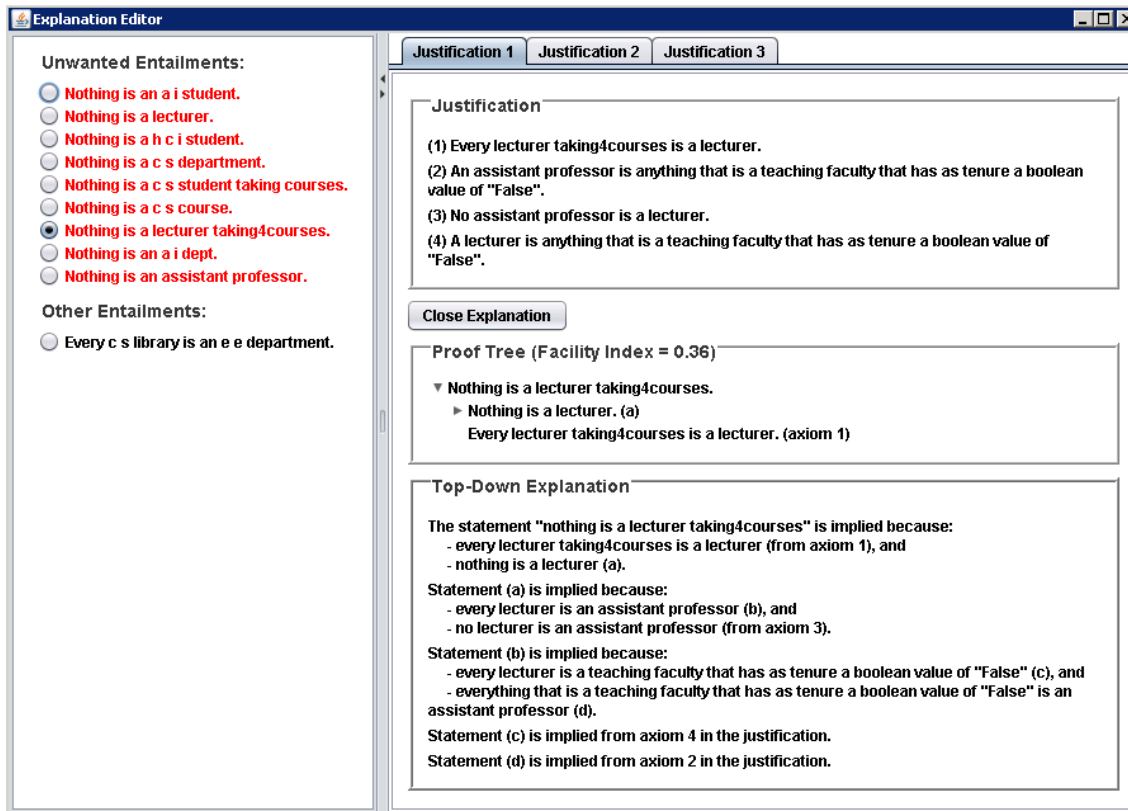 Explanation Editor
Unwanted Entailments:
Nothing is an a i student.
Nothing is a lecturer.
Nothing is a h c i student.
Nothing is a c s department.
Nothing is a c s student taking courses.
Nothing is a c s course.
Nothing is a lecturer taking4courses.
Nothing is an a i dept.
Nothing is an assistant professor.
Other Entailments:
Every c s library is an e e department.
Justification 1 Justification 2 Justification 3
Justification
(1) Every lecturer taking4courses is a lecturer.
(2) An assistant professor is anything that is a teaching faculty that has as tenure a boolean
value of "False".
(3) No assistant professor is a lecturer.
(4) A lecturer is anything that is a teaching faculty that has as tenure a boolean value of
"False".
Close Explanation
Proof Tree (Facility Index = 0.36)
Nothing is a lecturer taking4courses.
Nothing is a lecturer. (a)
Every lecturer taking4courses is a lecturer. (axiom 1)
Top-Down Explanation
The statement "nothing is a lecturer taking4courses" is implied because:
- every lecturer taking4courses is a lecturer (from axiom 1), and
- nothing is a lecturer (a).
Statement (a) is implied because:
- every lecturer is an assistant professor (b), and
- no lecturer is an assistant professor (from axiom 3).
Statement (b) is implied because:
- every lecturer is a teaching faculty that has as tenure a boolean value of "False" (c), and
- everything that is a teaching faculty that has as tenure a boolean value of "False" is an
assistant professor (d).
Statement (c) is implied from axiom 4 in the justification.
Statement (d) is implied from axiom 2 in the justification.